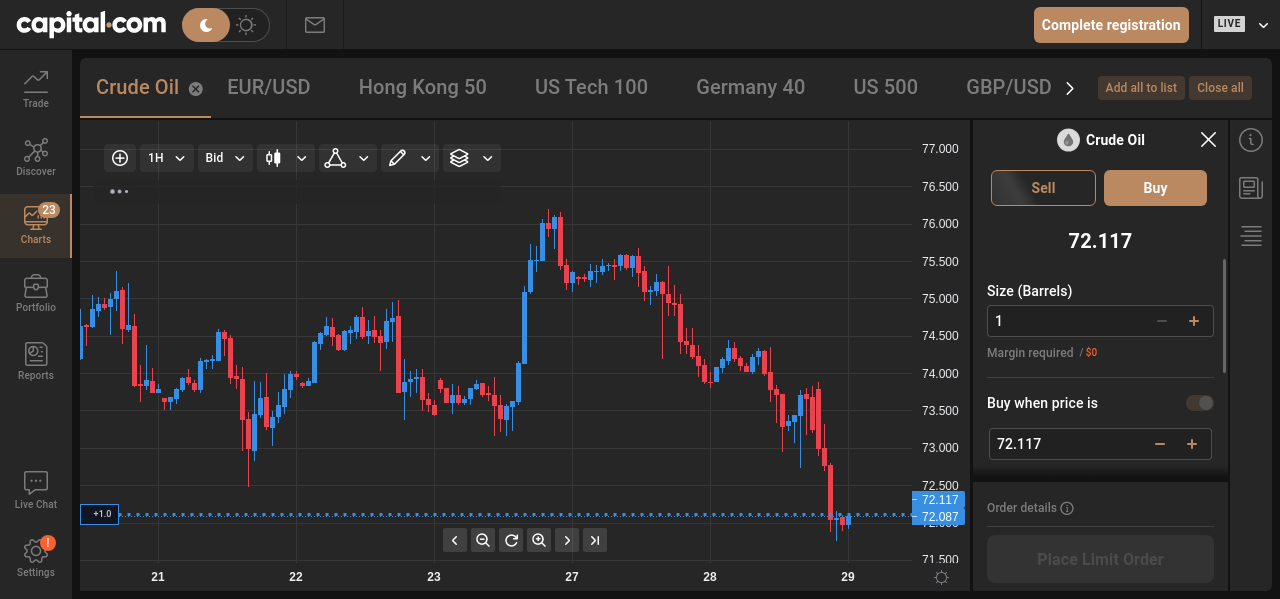 capital.com
Complete registration
LIVE
Trade
Discover
23
Charts
Portfolio
Reports
Live Chat
!
Settings
Crude Oil
EUR/USD
Hong Kong 50
US Tech 100
Germany 40
US 500
GBP/USD
Add all to list
Close all
1H
Bid
77.000
76.500
76.000
75.500
75.000
74.500
74.000
73.500
73.000
72.500
72.117
72.087
71.500
+1.0
21
22
23
27
28
29
Crude Oil
Sell
Buy
72.117
Size (Barrels)
1
Margin required / $0
Buy when price is
72.117
Order details
Place Limit Order